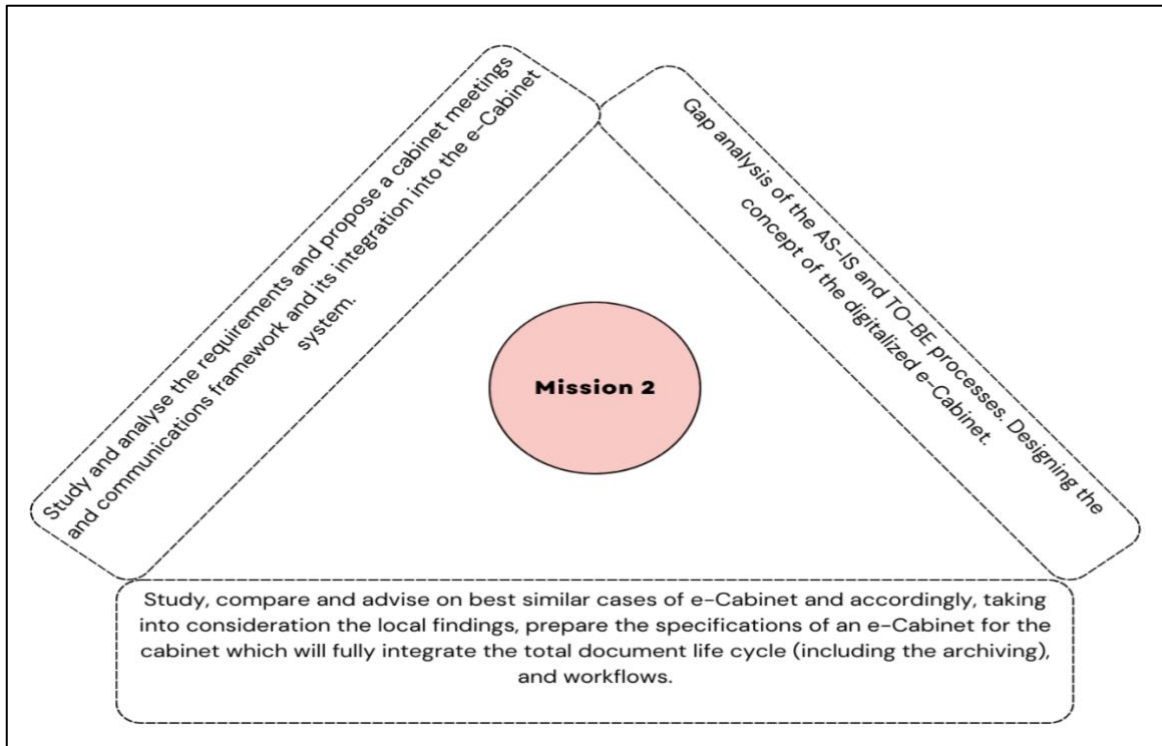 Study and analyse the requirements and propose a cabinet meetings
and communications framework and its integration into the e-Cabinet
system.
Gap analysis of the AS-IS and TO-BE processes. Designing the
concept of the digitalized e-Cabinet.
Mission 2
Study, compare and advise on best similar cases of e-Cabinet and accordingly, taking
into consideration the local findings, prepare the specifications of an e-Cabinet for the
cabinet which will fully integrate the total document life cycle (including the archiving),
and workflows.